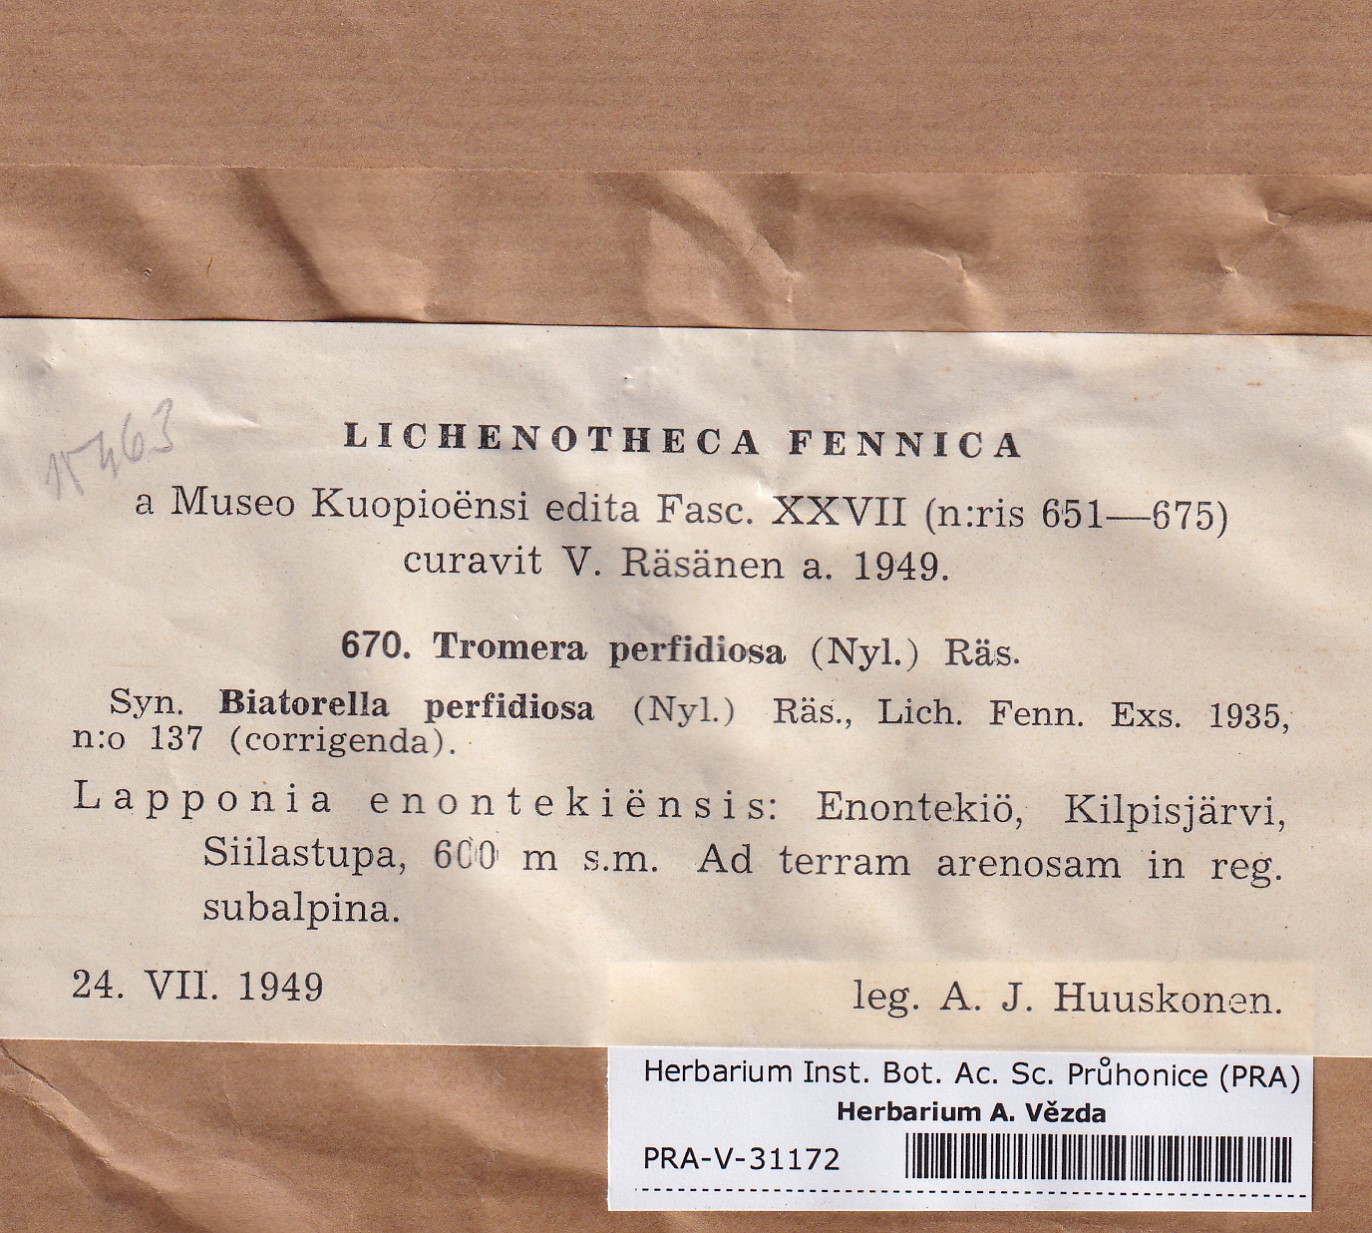 15463
LICHENOTHECA FENNICA
a Museo Kuopioënsi edita Fasc. XXVII (n:ris 651—675)
curavit V. Räsänen a. 1949.
670. Tromera perfidiosa (Nyl.) Räs.
Syn. Biatorella perfidiosa (Nyl.) Räs., Lich. Fenn. Exs. 1935,
n:o 137 (corrigenda).
Lapponia enontekiënsis: Enontekiö, Kilpisjärvi,
Siilastupa, 600 m s.m. Ad terram arenosam in reg.
subalpina.
24. VII. 1949
leg. A. J. Huuskonen.
Herbarium Inst. Bot. Ac. Sc. Průhonice (PRA)
Herbarium A. Vězda
PRA-V-31172